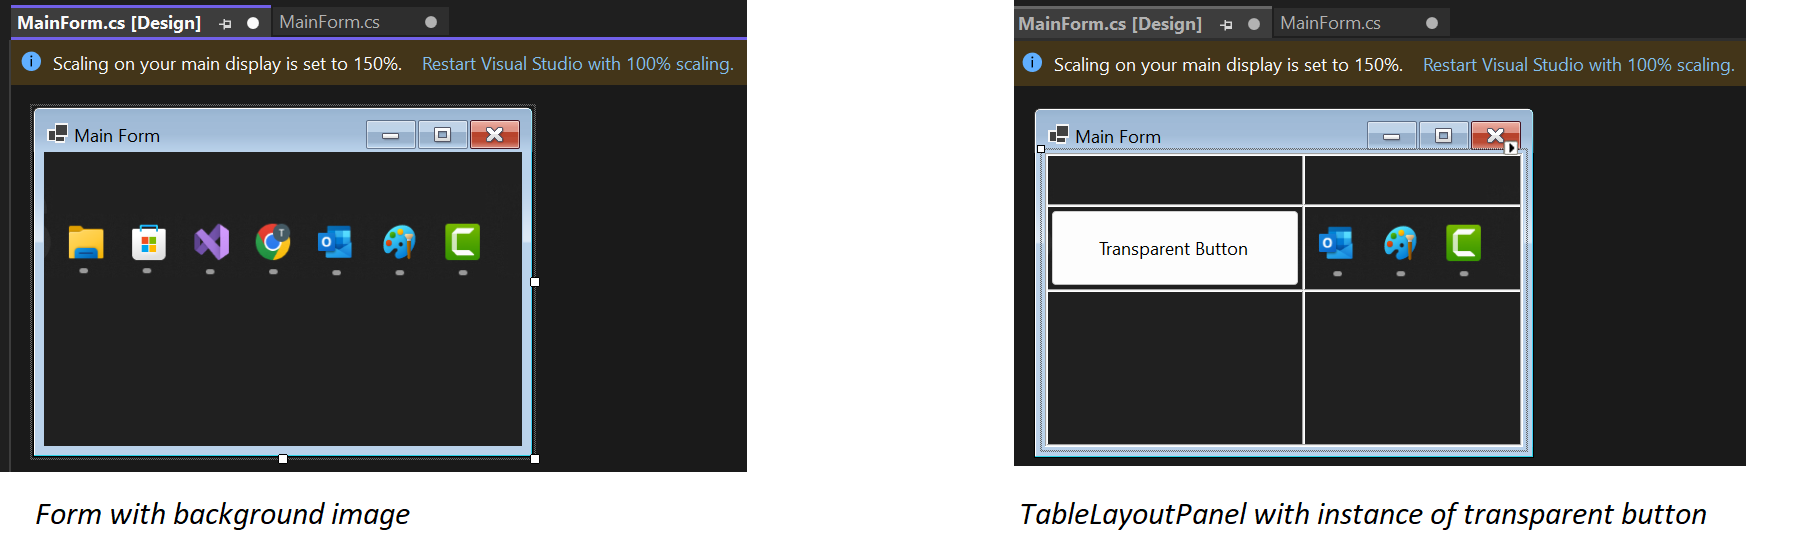 MainForm.cs [Design]
MainForm.cs
Scaling on your main display is set to 150%. Restart Visual Studio with 100% scaling.
Main Form
T
Form with background image
MainForm.cs [Design]
MainForm.cs
Scaling on your main display is set to 150%. Restart Visual Studio with 100% scaling.
Main Form
Transparent Button
TableLayoutPanel with instance of transparent button